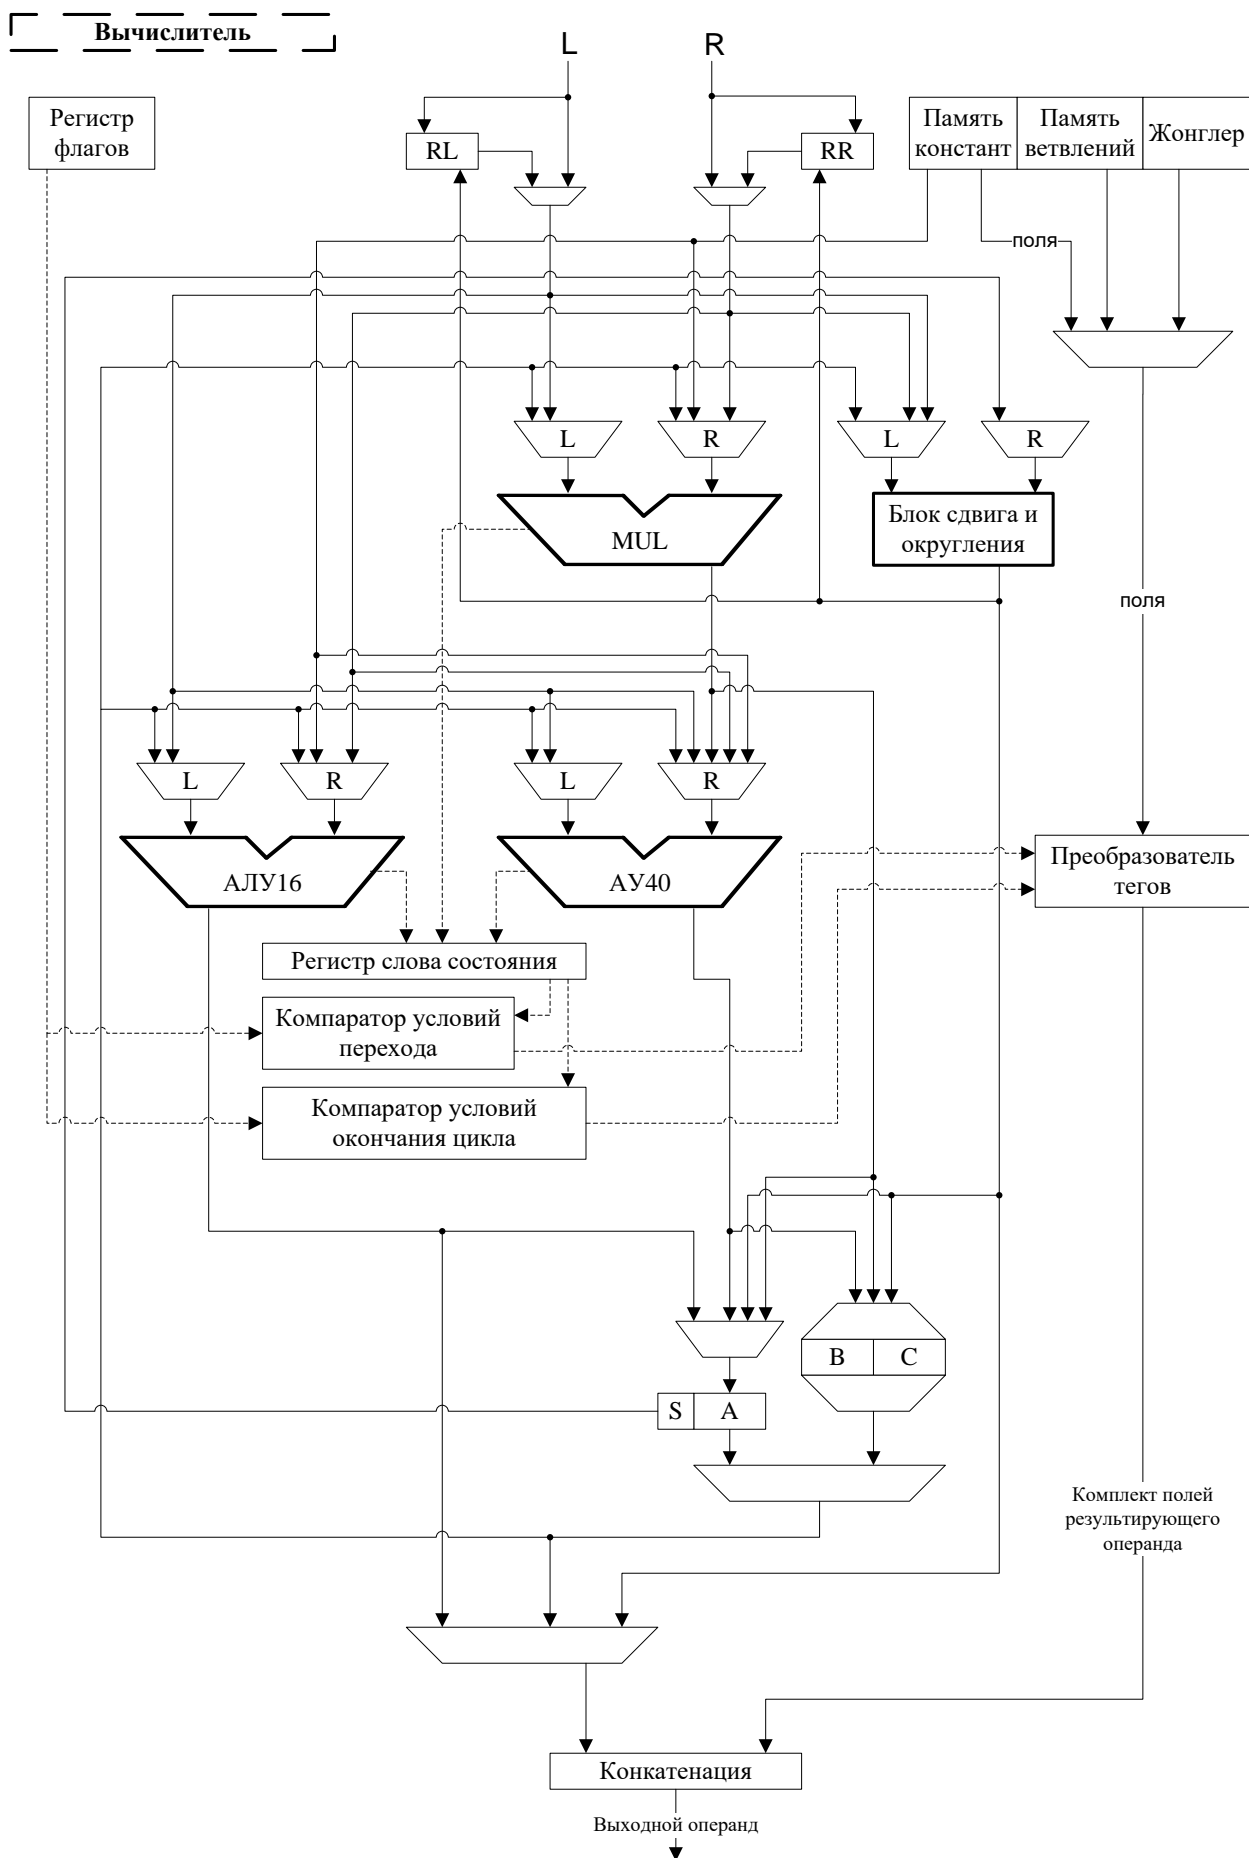 Вычислитель
L
R
Регистр
флагов
RL
RR
Память
констант
Память
ветвлений
Жонглер
поля
L
R
L
R
MUL
Блок сдвига и
округления
поля
L
R
L
R
АЛУ16
АУ40
Преобразователь
тегов
Регистр слова состояния
Компаратор условий
перехода
Компаратор условий
окончания цикла
B
C
S
A
Комплект полей
результирующего
операнда
Конкатенация
Выходной операнд